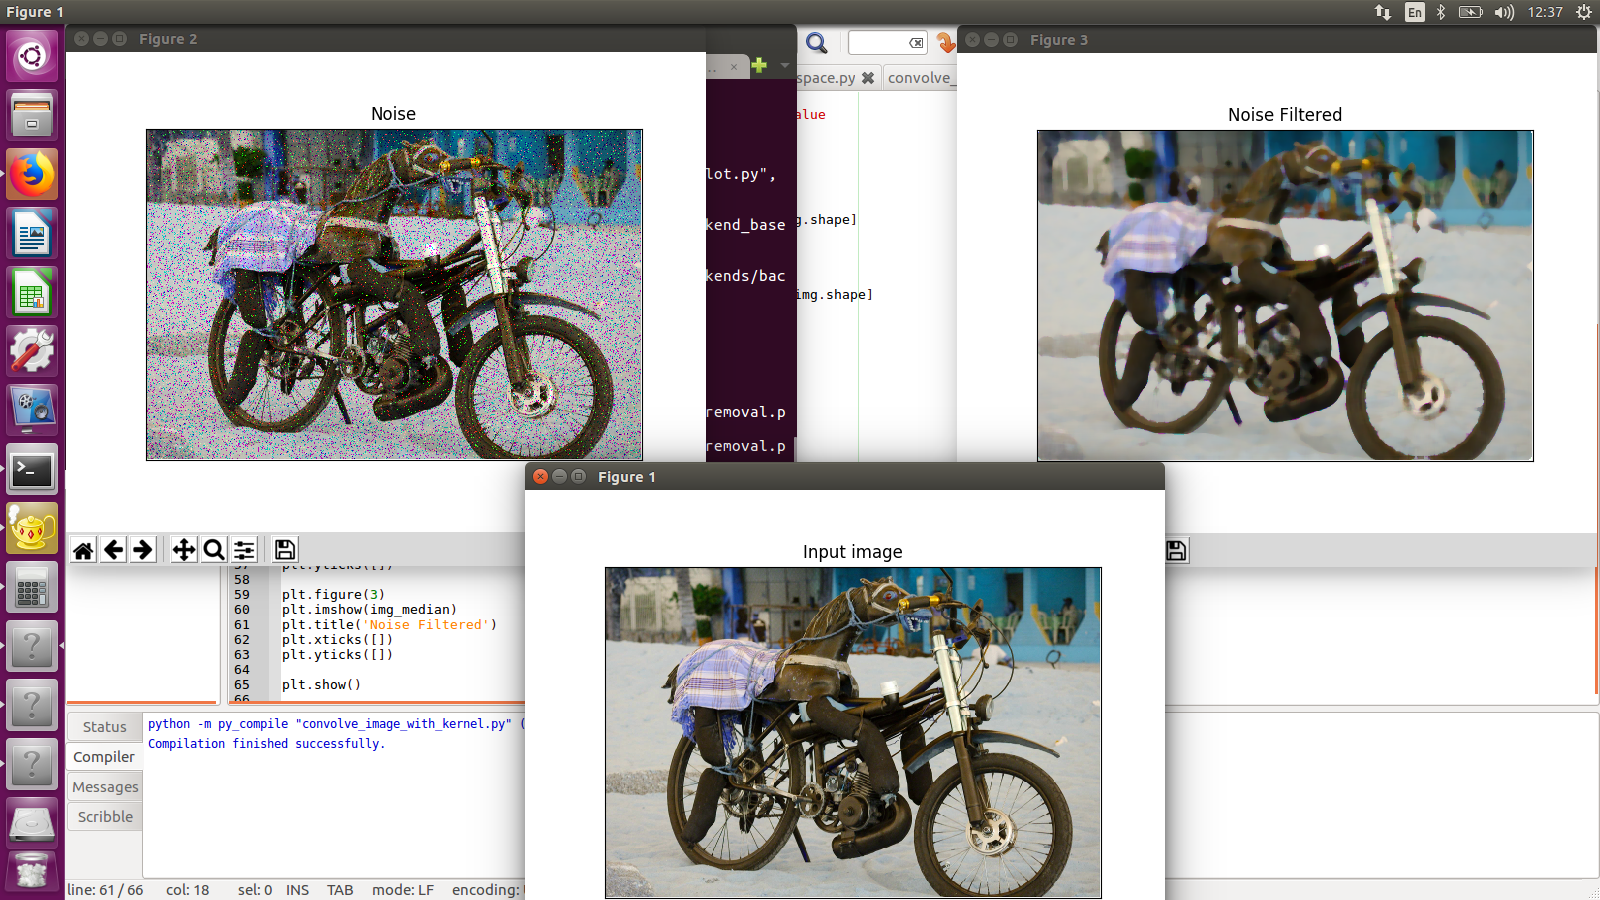 Figure 1
En
12:37
Figure 2
Noise
space.py
convolve_
alue
lot.py",
g.shape]
kend_base
kends/bac
img.shape]
removal.p
removal.p
Figure 3
Noise Filtered
Figure 1
Input image
57 plt.yticks([])
58
59 plt.figure(3)
60 plt.imshow(img_median)
61 plt.title('Noise Filtered')
62 plt.xticks([])
63 plt.yticks([])
64
65 plt.show()
66
Status
Compiler
Messages
Scribble
python -m py_compile "convolve_image_with_kernel.py" (
Compilation finished successfully.
line: 61 / 66 col: 18 sel: 0 INS TAB mode: LF encoding: